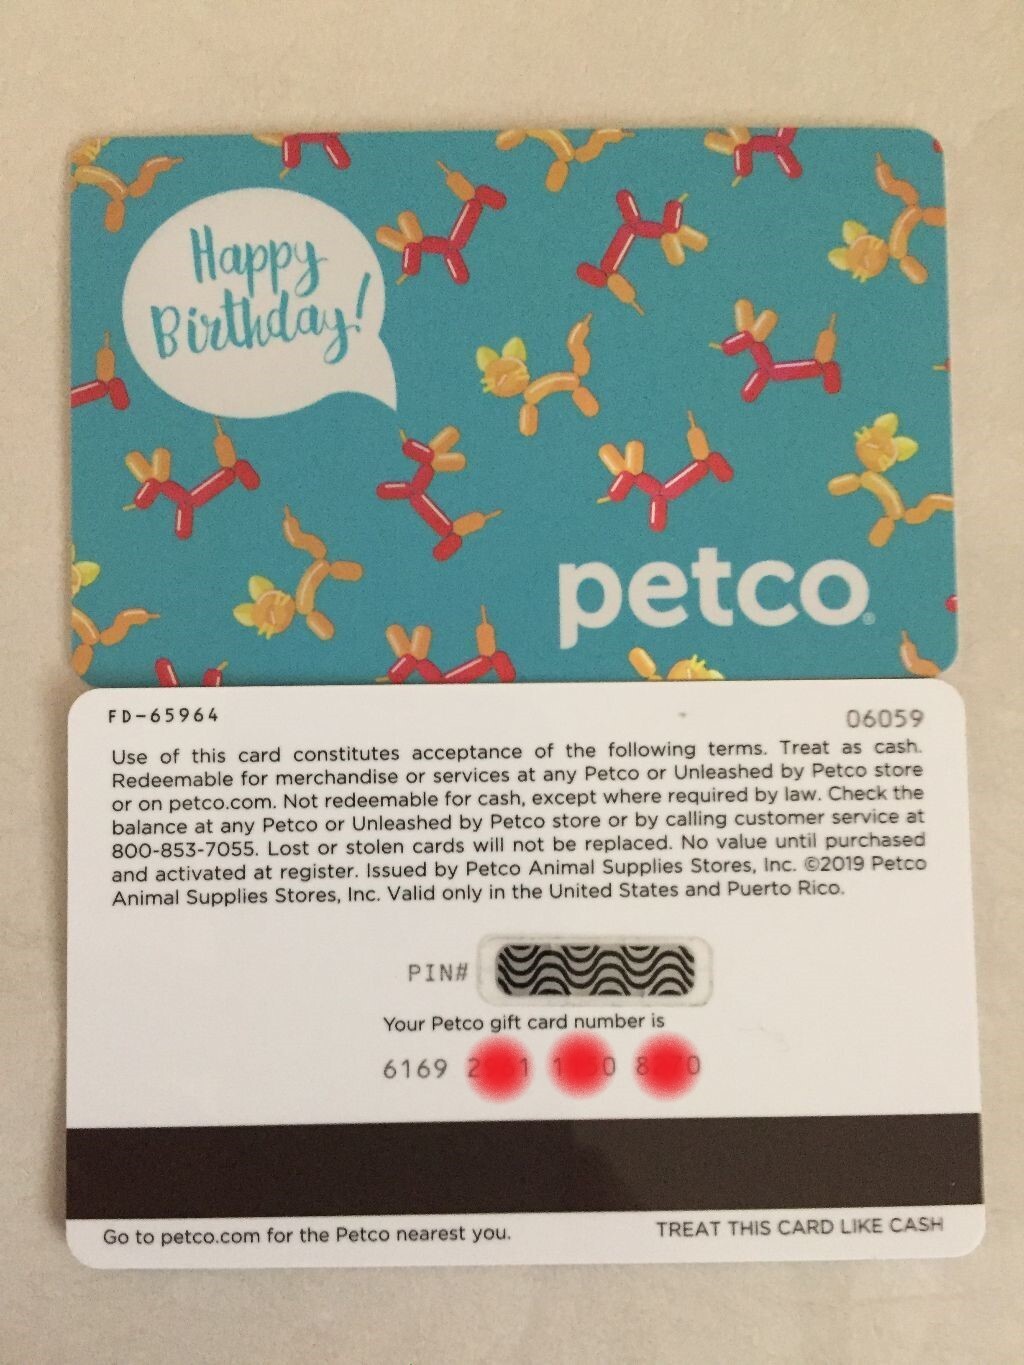 Happy
Birthday!
petco
FD-65964
06059
Use of this card constitutes acceptance of the following terms. Treat as cash.
Redeemable for merchandise or services at any Petco or Unleashed by Petco store
or on petco.com. Not redeemable for cash, except where required by law. Check the
balance at any Petco or Unleashed by Petco store or by calling customer service at
800-853-7055. Lost or stolen cards will not be replaced. No value until purchased
and activated at register. Issued by Petco Animal Supplies Stores, Inc. ©2019 Petco
Animal Supplies Stores, Inc. Valid only in the United States and Puerto Rico.
PIN#
Your Petco gift card number is
6169
Go to petco.com for the Petco nearest you.
TREAT THIS CARD LIKE CASH